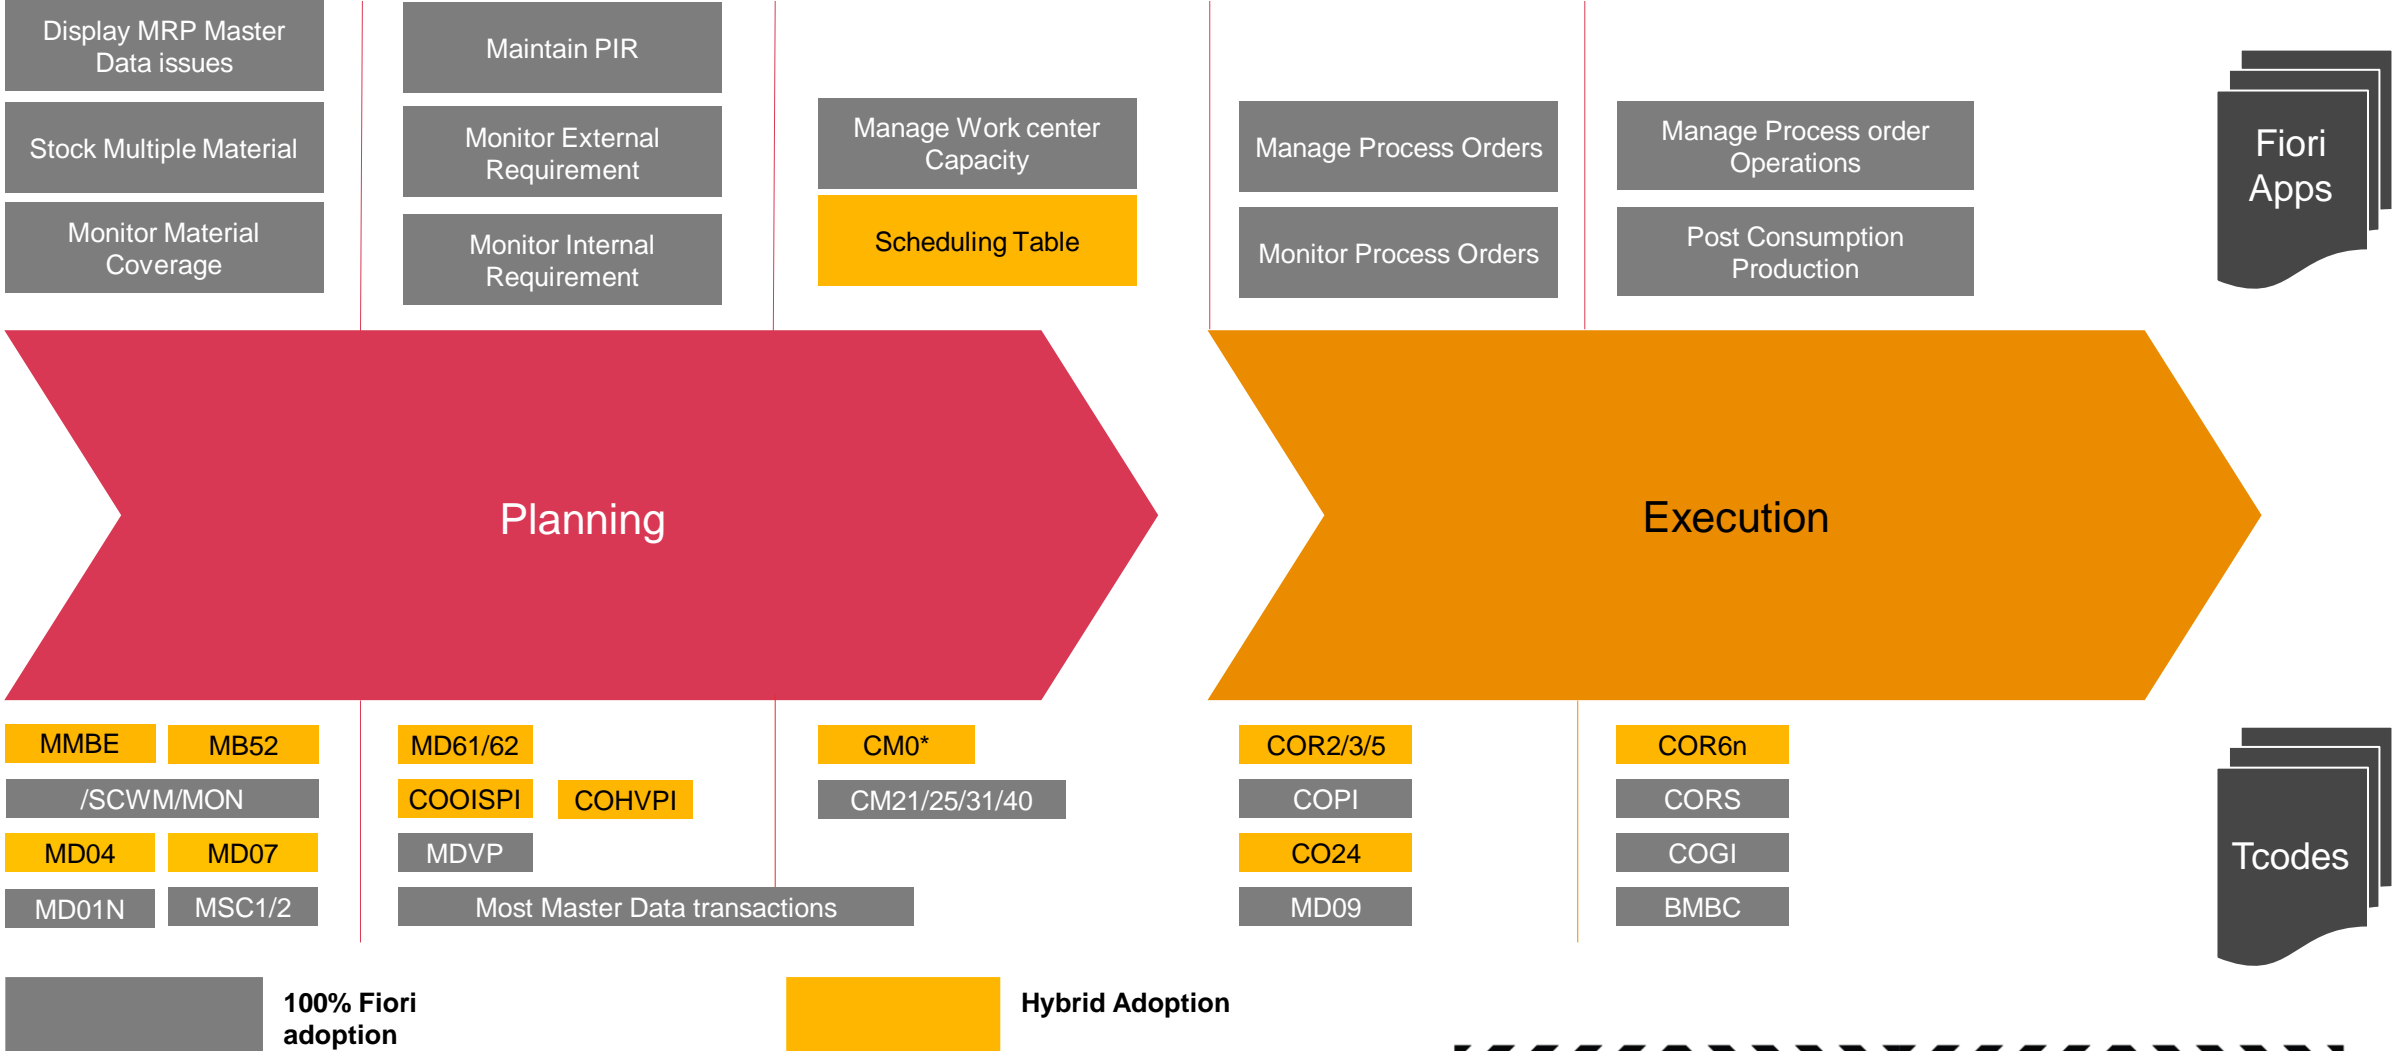 Display MRP Master
Data issues
Stock Multiple Material
Monitor Material
Coverage
Maintain PIR
Monitor External
Requirement
Monitor Internal
Requirement
Manage Work center
Capacity
Scheduling Table
Manage Process Orders
Monitor Process Orders
Manage Process order
Operations
Post Consumption
Production
Fiori
Apps
Planning
Execution
MMBE
MB52
/SCWM/MON
MD04
MD07
MD01N
MSC1/2
MD61/62
COOISPI
COHVPI
MDVP
Most Master Data transactions
CM0*
CM21/25/31/40
COR2/3/5
COPI
CO24
MD09
COR6n
CORS
COGI
BMBC
Tcodes
100% Fiori
adoption
Hybrid Adoption